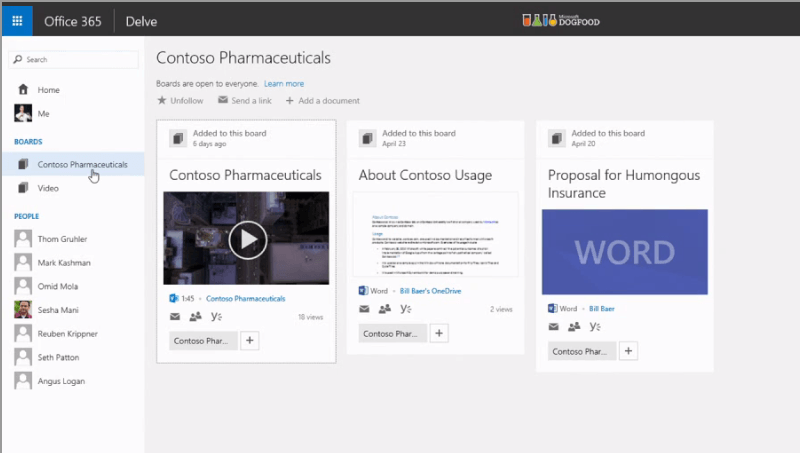 Office 365
Delve
Microsoft
DOGFOOD
Search
Home
Me
BOARDS
Contoso Pharmaceuticals
Video
PEOPLE
Thom Gruhler
Mark Kashman
Omid Mola
Sesha Mani
Reuben Krippner
Seth Patton
Angus Logan
Contoso Pharmaceuticals
Boards are open to everyone. Learn more
Unfollow
Send a link
Add a document
Added to this board
6 days ago
Contoso Pharmaceuticals
1:45 • Contoso Pharmaceuticals
18 views
Contoso Phar...
Added to this board
April 23
About Contoso Usage
About Contoso
Usage
Word • Bill Baer's OneDrive
2 views
Contoso Phar...
Added to this board
April 20
Proposal for Humongous
Insurance
WORD
Word • Bill Baer
Contoso Phar...